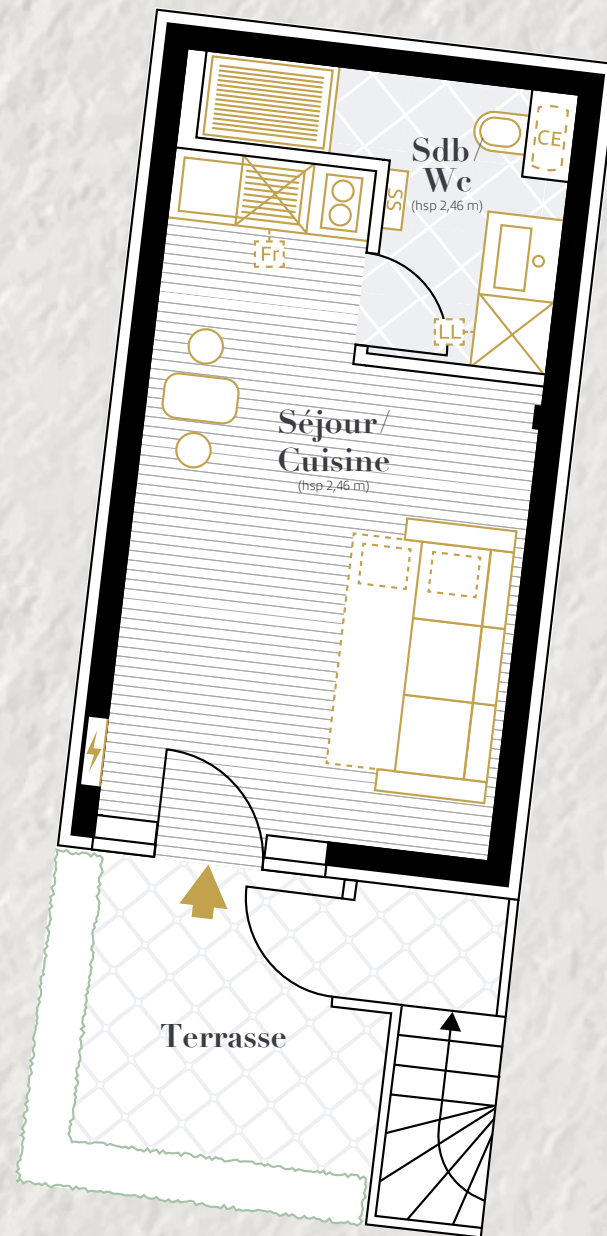 Sdb/
Wc
(hsp 2,46 m)
CE
SS
Fr
LL
Séjour/
Cuisine
(hsp 2,46 m)
Terrasse